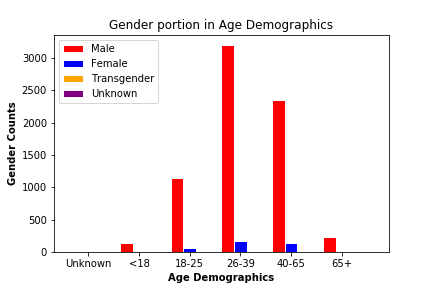 Gender portion in Age Demographics
Male
Female
Transgender
Unknown
Gender Counts
3000
2500
2000
1500
1000
500
0
Unknown <18 18-25 26-39 40-65 65+
Age Demographics